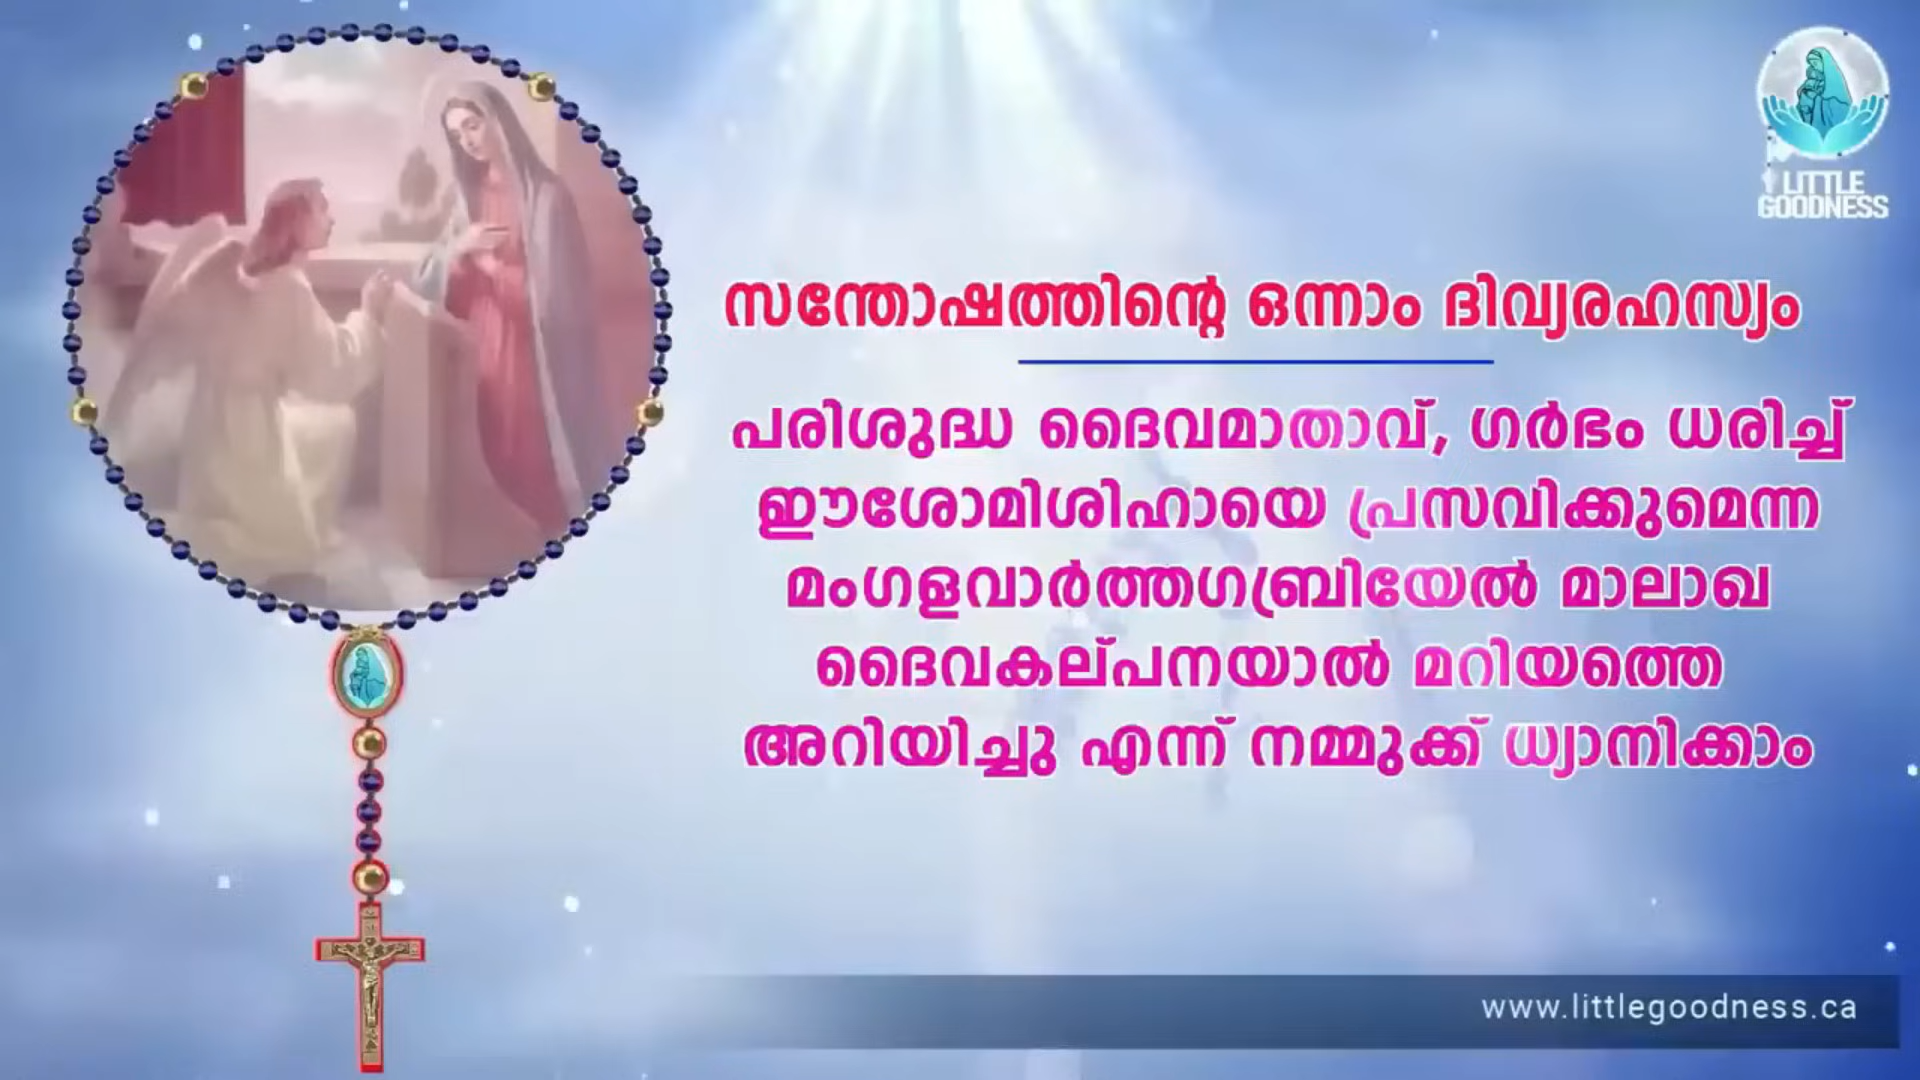 LITTLE
GOODNESS
സന്തോഷത്തിന്റെ ഒന്നാം ദിവ്യരഹസ്യം
പരിശുദ്ധ ദൈവമാതാവ്, ഗർഭം ധരിച്ച്
ഈശോമിശിഹായെ പ്രസവിക്കുമെന്ന
മംഗളവാർത്തഗബ്രിയേൽ മാലാഖ
ദൈവകല്പനയാൽ മറിയത്തെ
അറിയിച്ചു എന്ന് നമ്മുക്ക് ധ്യാനിക്കാം
www.littlegoodness.ca